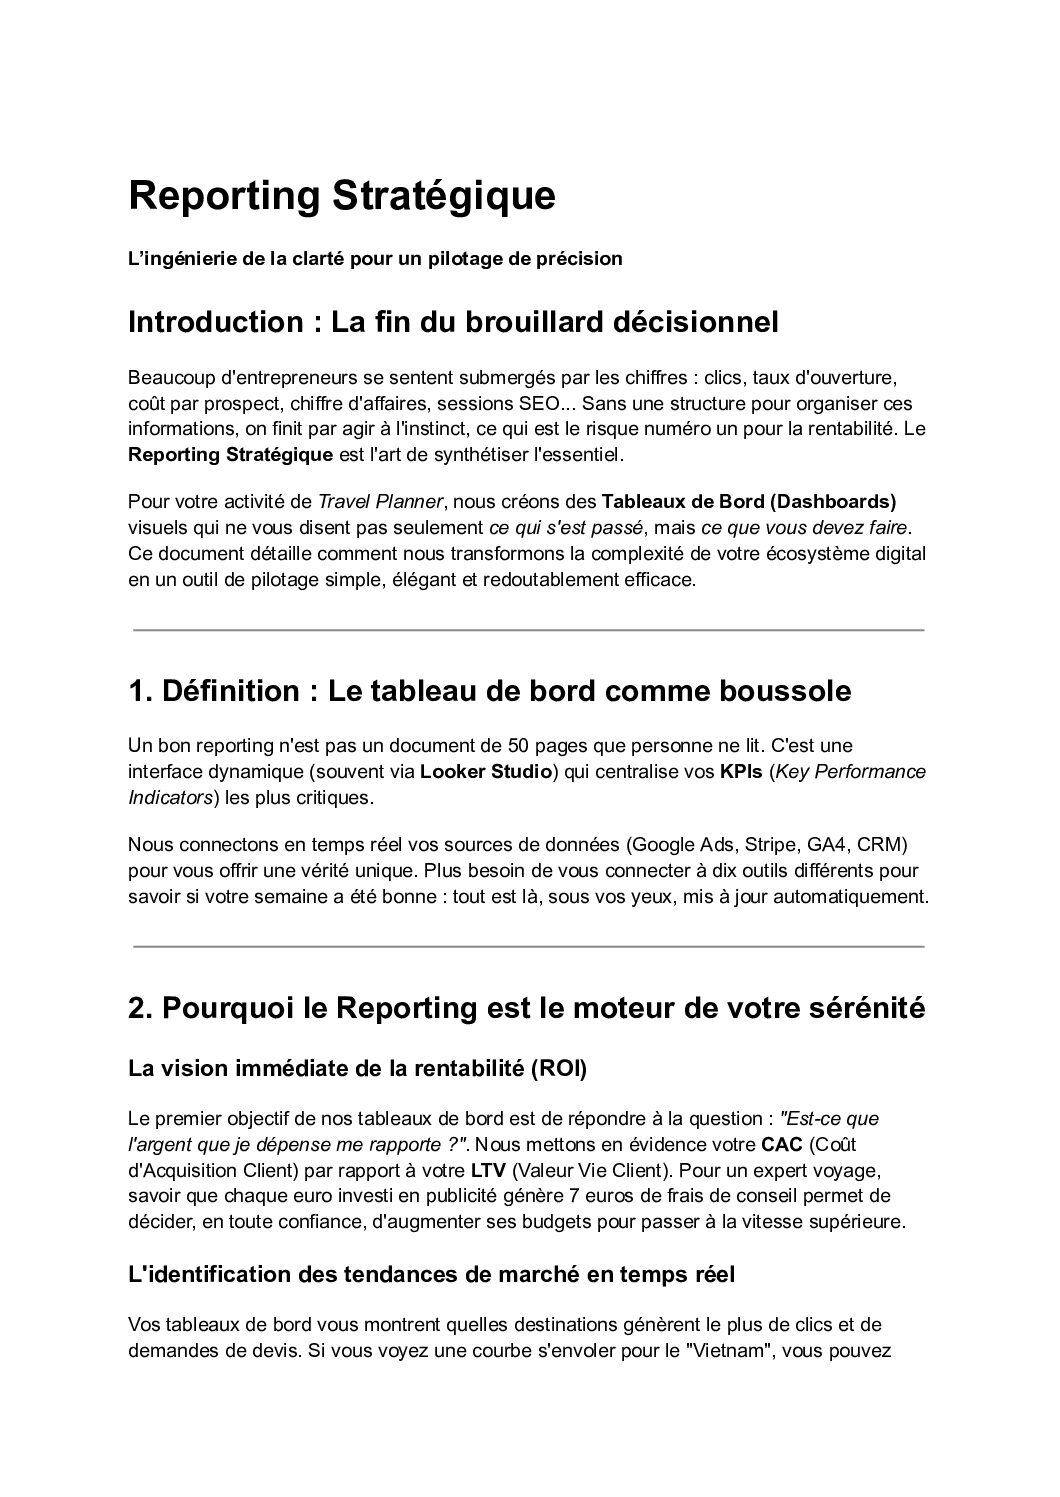 Reporting Stratégique
L’ingénierie de la clarté pour un pilotage de précision
Introduction : La fin du brouillard décisionnel
Beaucoup d'entrepreneurs se sentent submergés par les chiffres : clics, taux d'ouverture,
coût par prospect, chiffre d'affaires, sessions SEO... Sans une structure pour organiser ces
informations, on finit par agir à l'instinct, ce qui est le risque numéro un pour la rentabilité. Le
Reporting Stratégique est l'art de synthétiser l'essentiel.
Pour votre activité de Travel Planner, nous créons des Tableaux de Bord (Dashboards)
visuels qui ne vous disent pas seulement ce qui s'est passé, mais ce que vous devez faire.
Ce document détaille comment nous transformons la complexité de votre écosystème digital
en un outil de pilotage simple, élégant et redoutablement efficace.
1. Définition : Le tableau de bord comme boussole
Un bon reporting n'est pas un document de 50 pages que personne ne lit. C'est une
interface dynamique (souvent via Looker Studio) qui centralise vos KPIs (Key Performance
Indicators) les plus critiques.
Nous connectons en temps réel vos sources de données (Google Ads, Stripe, GA4, CRM)
pour vous offrir une vérité unique. Plus besoin de vous connecter à dix outils différents pour
savoir si votre semaine a été bonne : tout est là, sous vos yeux, mis à jour automatiquement.
2. Pourquoi le Reporting est le moteur de votre sérénité
La vision immédiate de la rentabilité (ROI)
Le premier objectif de nos tableaux de bord est de répondre à la question : "Est-ce que
l'argent que je dépense me rapporte ?". Nous mettons en évidence votre CAC (Coût
d'Acquisition Client) par rapport à votre LTV (Valeur Vie Client). Pour un expert voyage,
savoir que chaque euro investi en publicité génère 7 euros de frais de conseil permet de
décider, en toute confiance, d'augmenter ses budgets pour passer à la vitesse supérieure.
L'identification des tendances de marché en temps réel
Vos tableaux de bord vous montrent quelles destinations génèrent le plus de clics et de
demandes de devis. Si vous voyez une courbe s'envoler pour le "Vietnam", vous pouvez